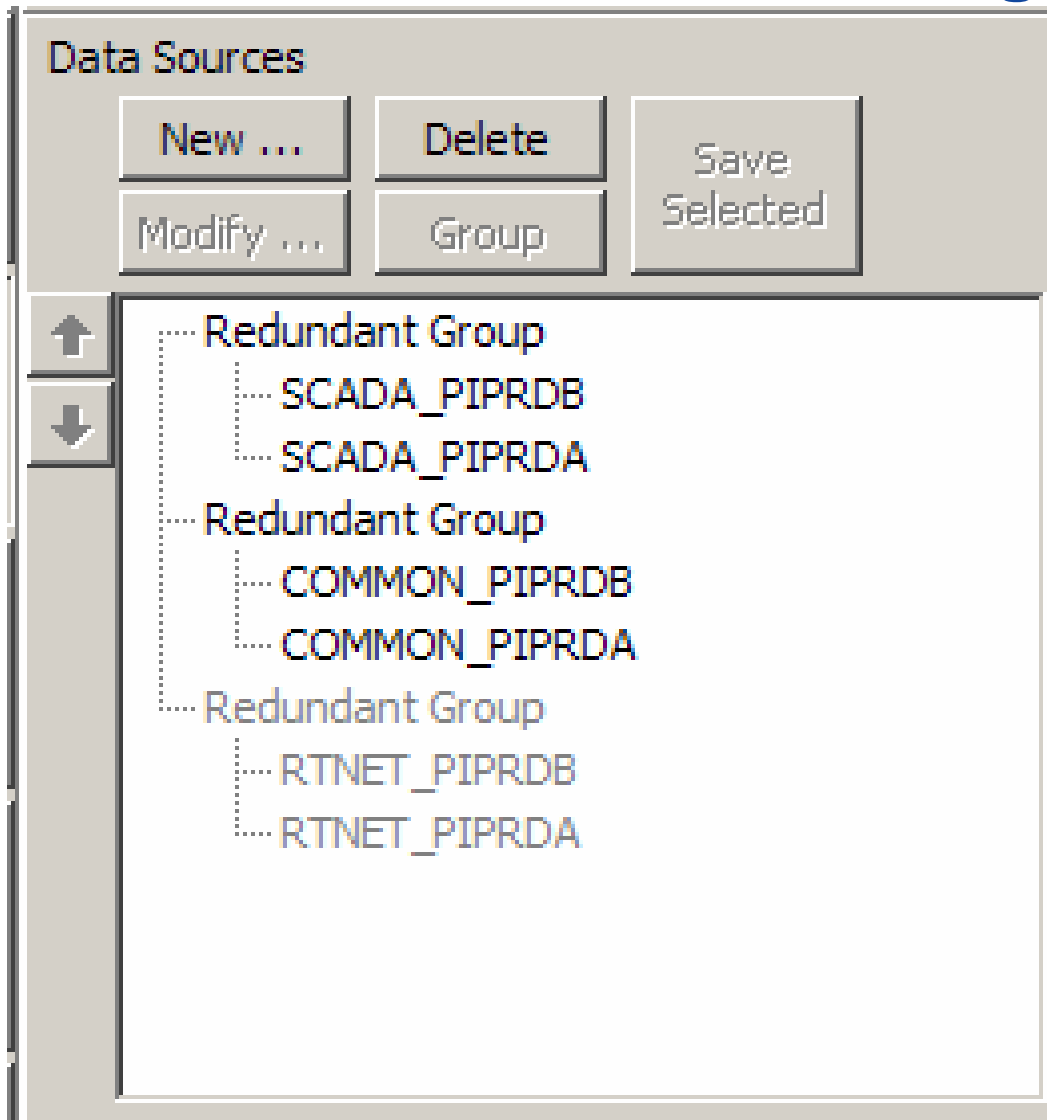 Data Sources
New ...
Delete
Save
Selected
Modify ...
Group
Redundant Group
SCADA_PIPRDB
SCADA_PIPRDA
Redundant Group
COMMON_PIPRDB
COMMON_PIPRDA
Redundant Group
RTNET_PIPRDB
RTNET_PIPRDA